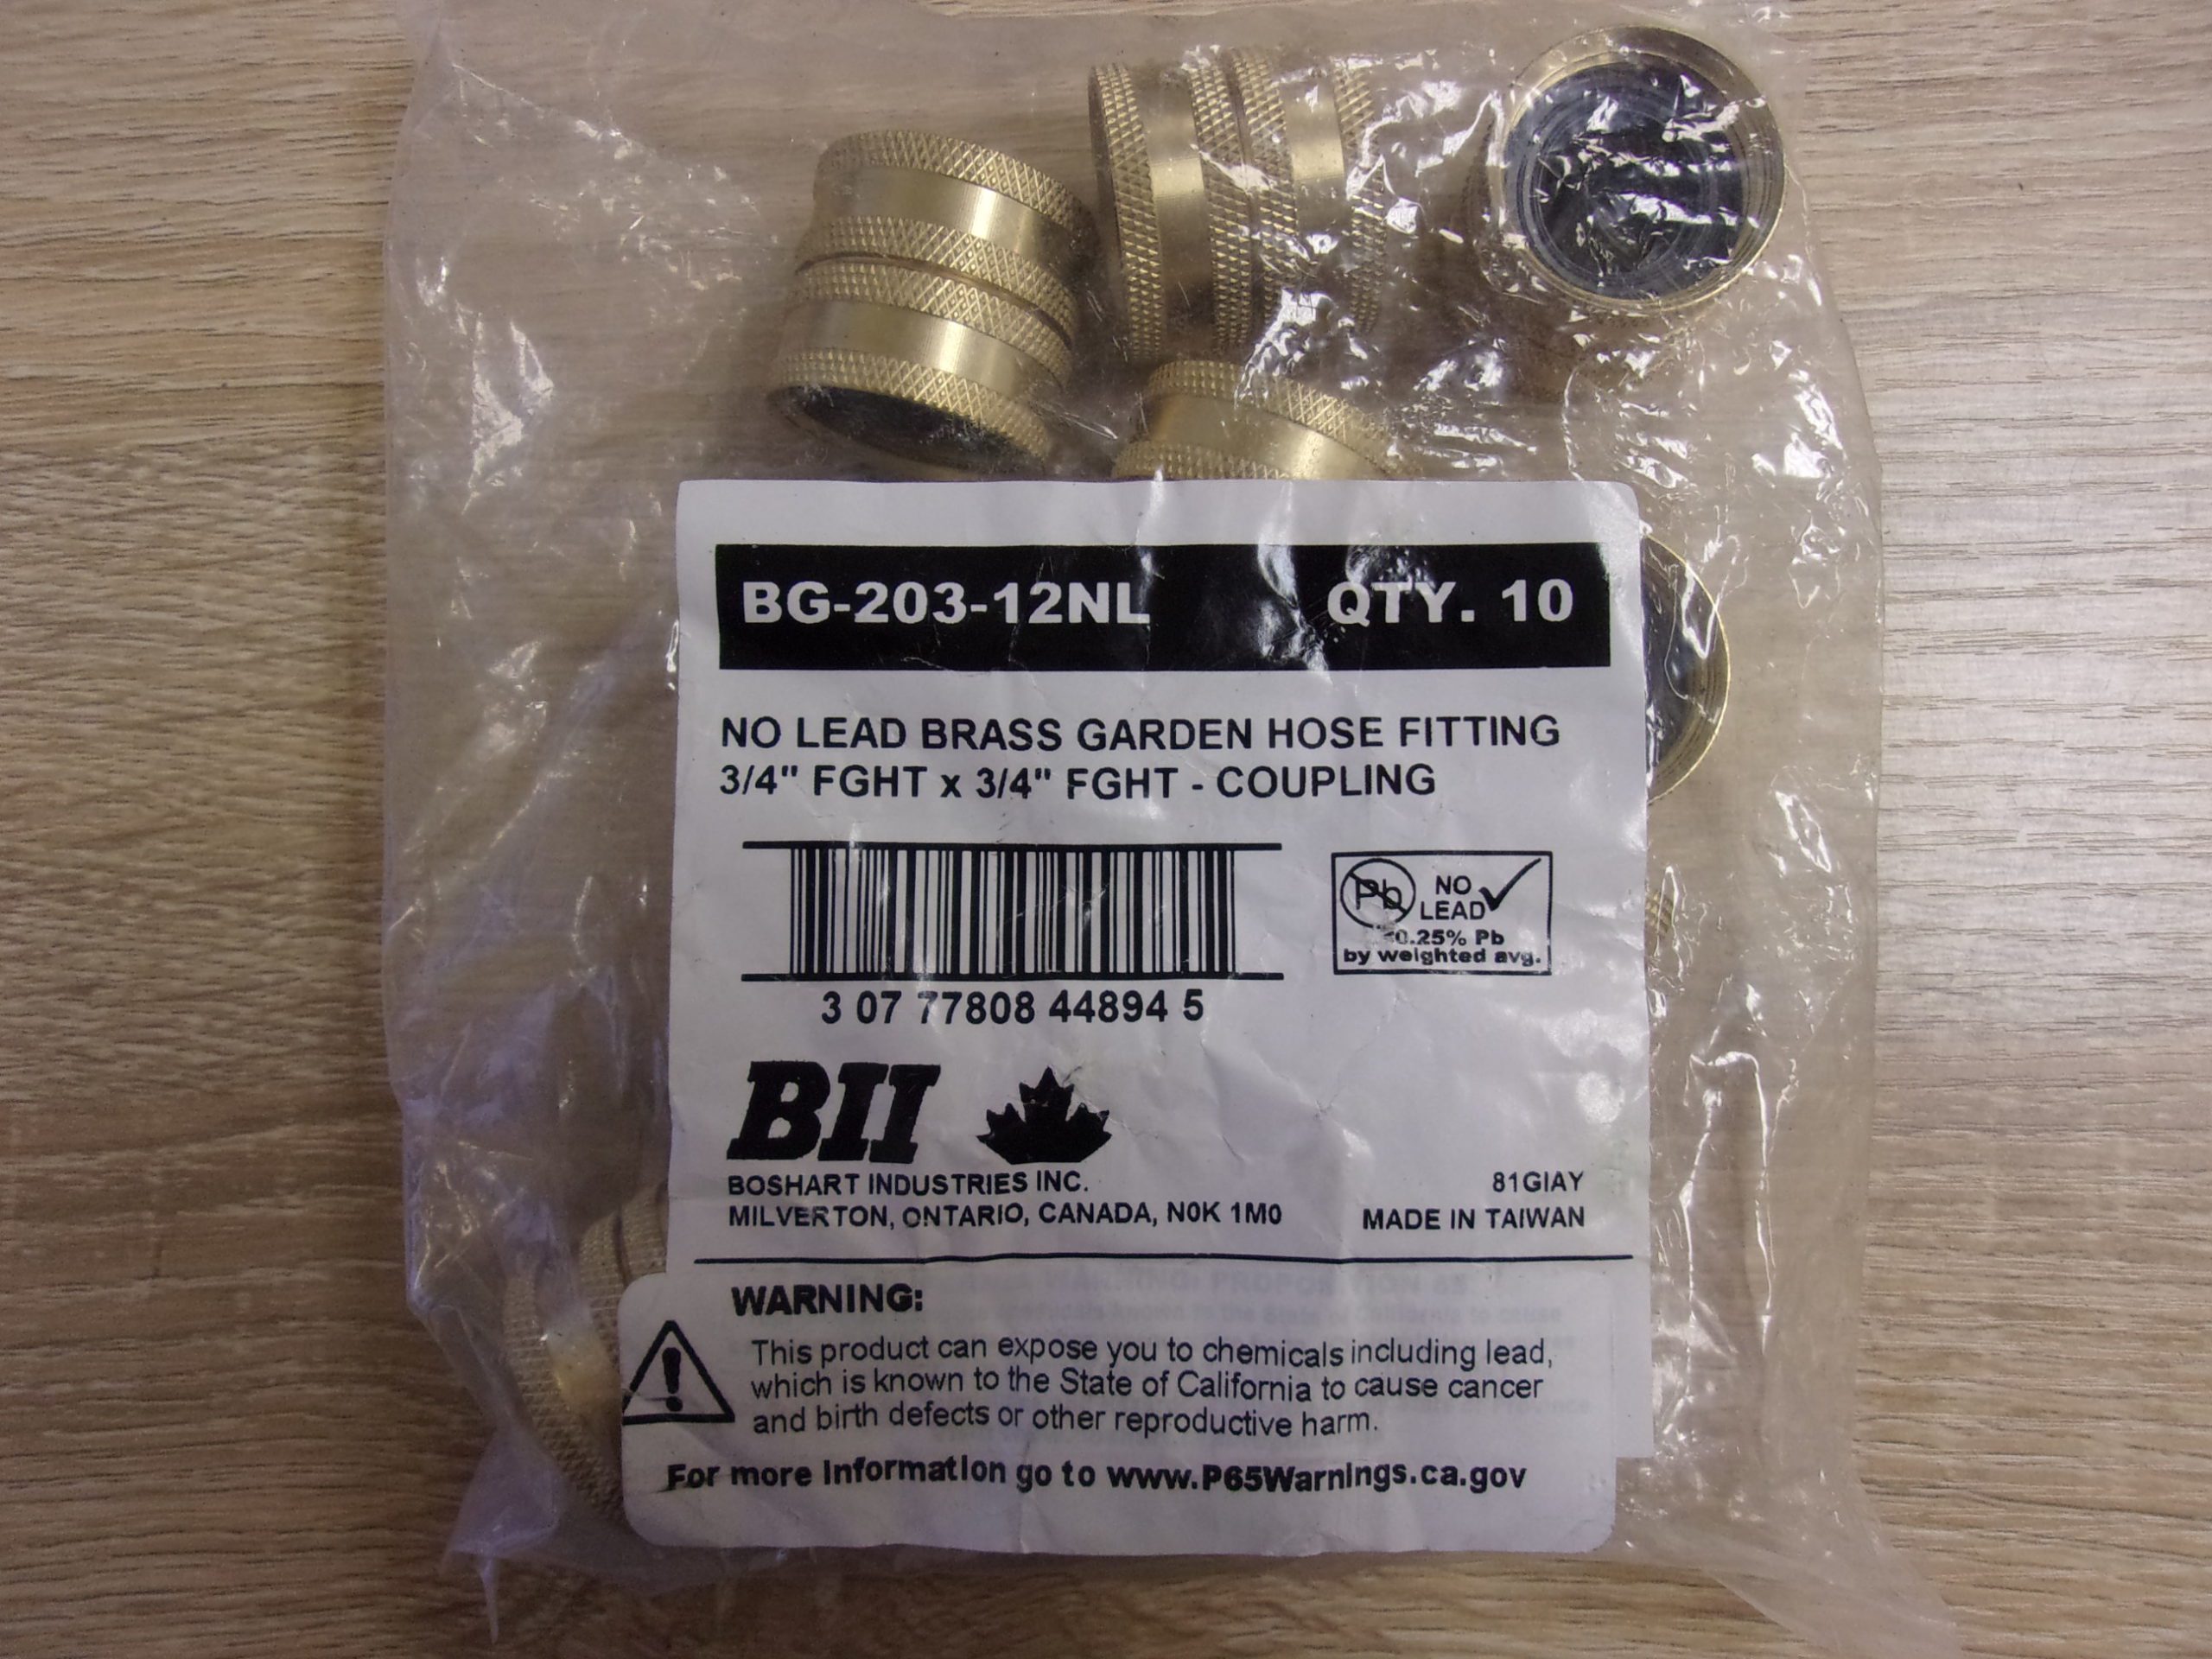 BG-203-12NL QTY. 10
NO LEAD BRASS GARDEN HOSE FITTING
3/4" FGHT x 3/4" FGHT - COUPLING
Pb NO
LEAD
0.25% Pb
by weighted avg.
3 07 77808 44894 5
BII
BOSHART INDUSTRIES INC. 81GIAY
MILVERTON, ONTARIO, CANADA, N0K 1M0 MADE IN TAIWAN
WARNING:
This product can expose you to chemicals including lead,
which is known to the State of California to cause cancer
and birth defects or other reproductive harm.
For more information go to www.P65Warnings.ca.gov